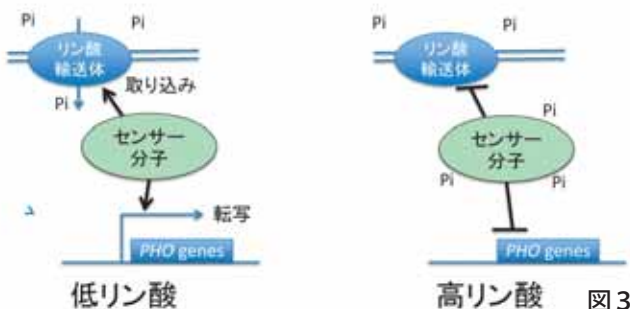 Pi
Pi
リン酸
輸送体
Pi
取り込み
センサー
分子
転写
PHO genes
低リン酸
Pi
Pi
リン酸
輸送体
Pi
センサー
分子
Pi
Pi
PHO genes
高リン酸
図3